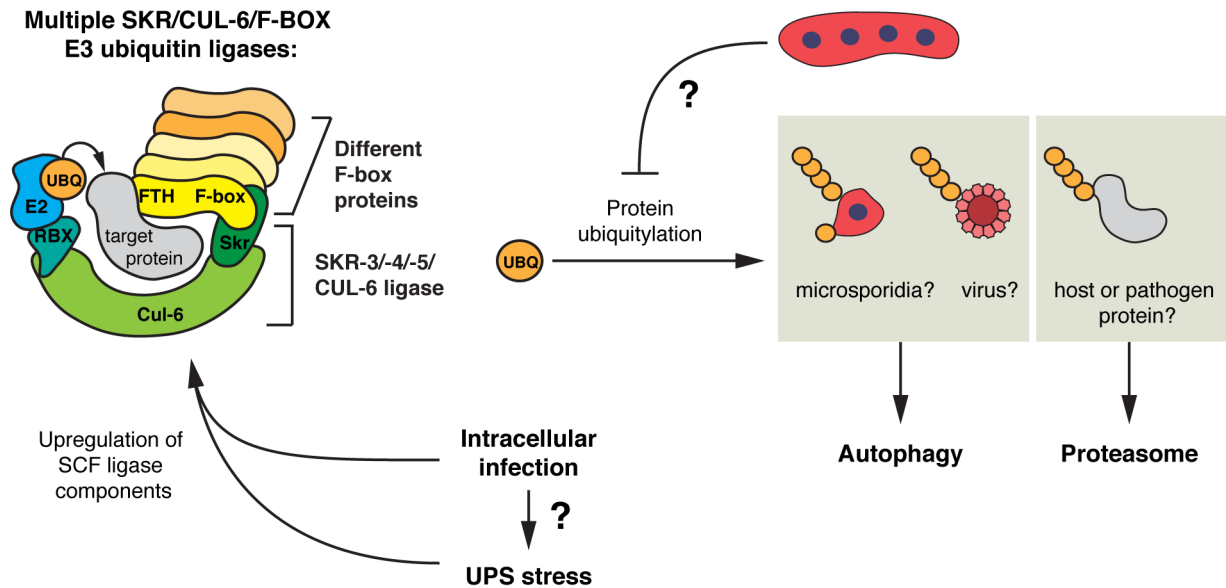 Multiple SKR/CUL-6/F-BOX
E3 ubiquitin ligases:
UBQ
E2
RBX
FTH
F-box
target
protein
Skr
Cul-6
Different
F-box
proteins
SKR-3/-4/-5/
CUL-6 ligase
?
Protein
ubiquitylation
UBQ
microsporidia?
virus?
host or pathogen
protein?
Autophagy
Proteasome
Upregulation of
SCF ligase
components
Intracellular
infection
?
UPS stress